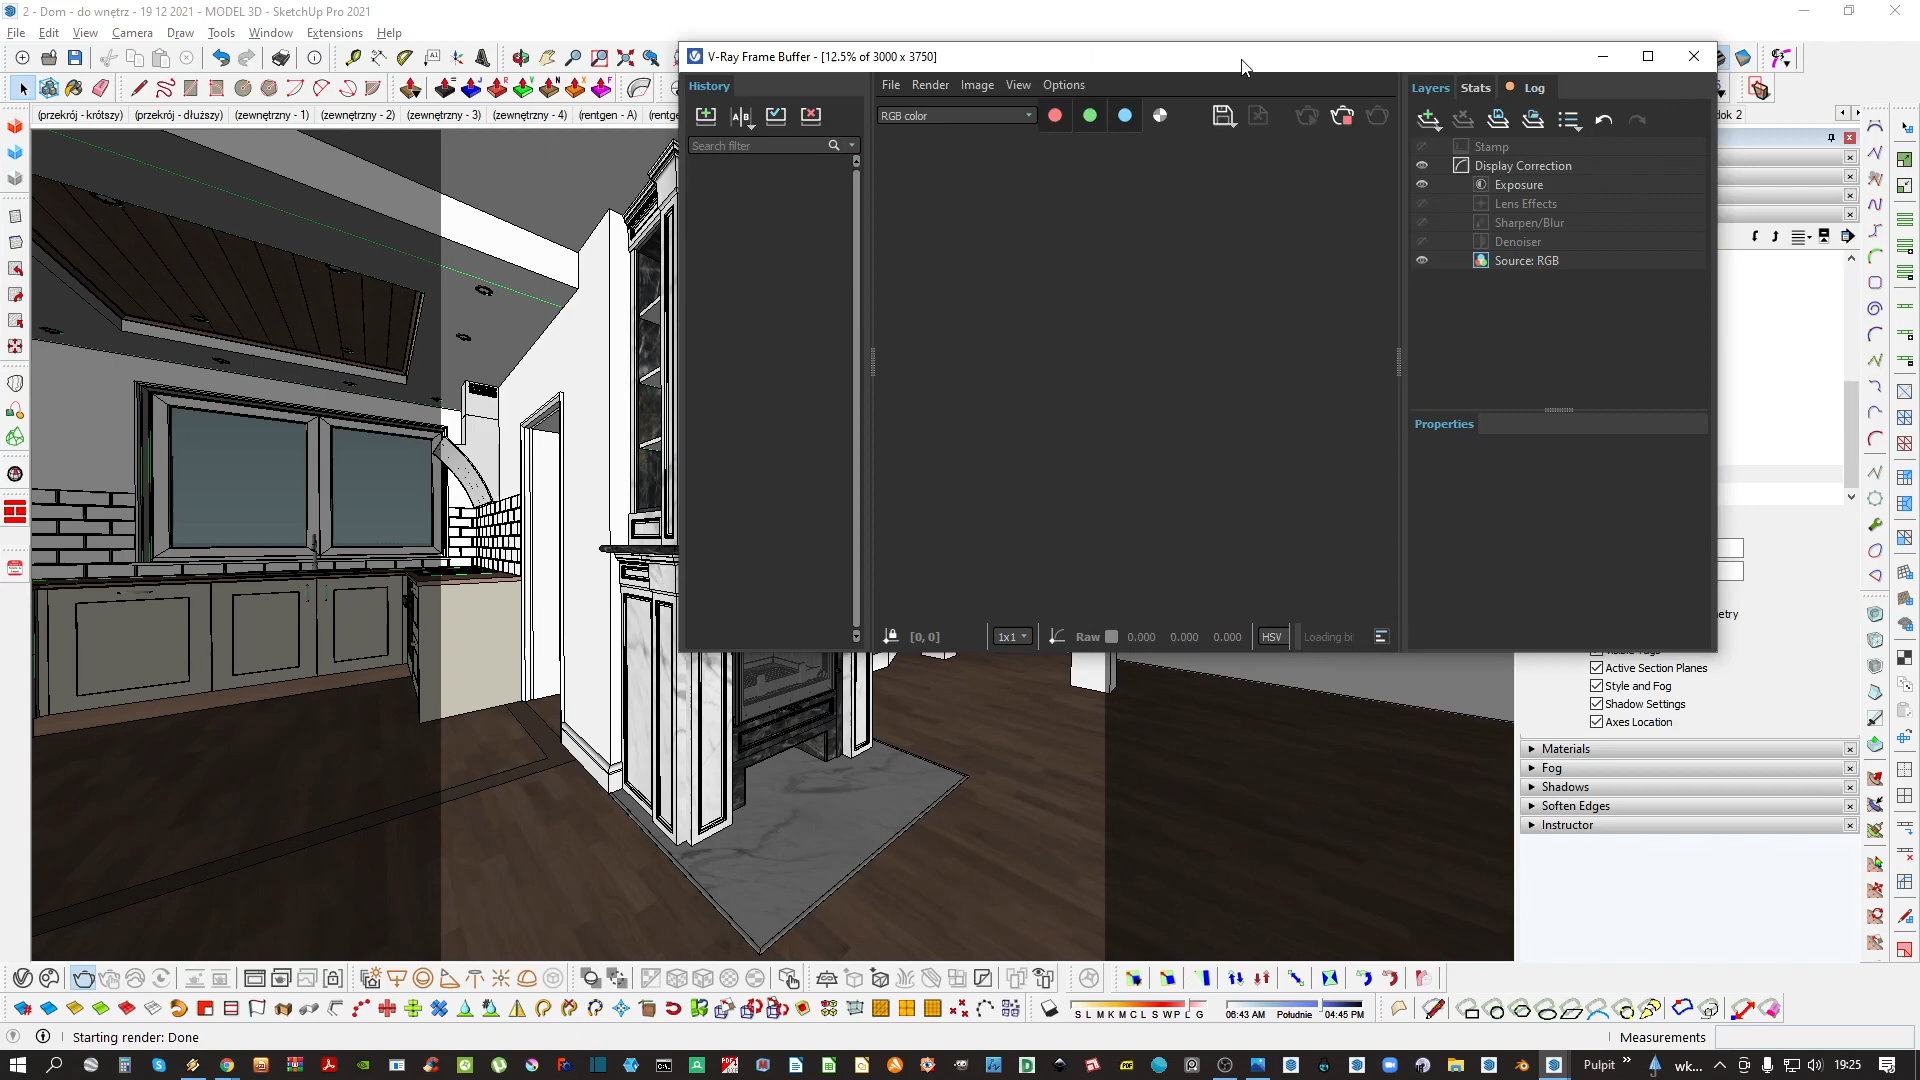 2 - Dom - do wnętrz - 19 12 2021 - MODEL 3D - SketchUp Pro 2021
File Edit View Camera Draw Tools Window Extensions Help
V-Ray Frame Buffer - [12.5% of 3000 x 3750]
History
File Render Image View Options
Layers Stats Log
RGB color
(przekrój - krótszy) (przekrój - dłuższy) (zewnętrzny - 1) (zewnętrzny - 2) (zewnętrzny - 3) (zewnętrzny - 4) (rentgen - A)
dok 2
Search filter
Stamp
Display Correction
Exposure
Lens Effects
Sharpen/Blur
Denoiser
Source: RGB
Properties
[0, 0] 1x1 Raw 0.000 0.000 0.000 HSV Loading bi
Active Section Planes
Style and Fog
Shadow Settings
Axes Location
Materials
Fog
Shadows
Soften Edges
Instructor
06:43 AM Południe 04:45 PM
Starting render: Done
Measurements
Pulpit wk... 19:25